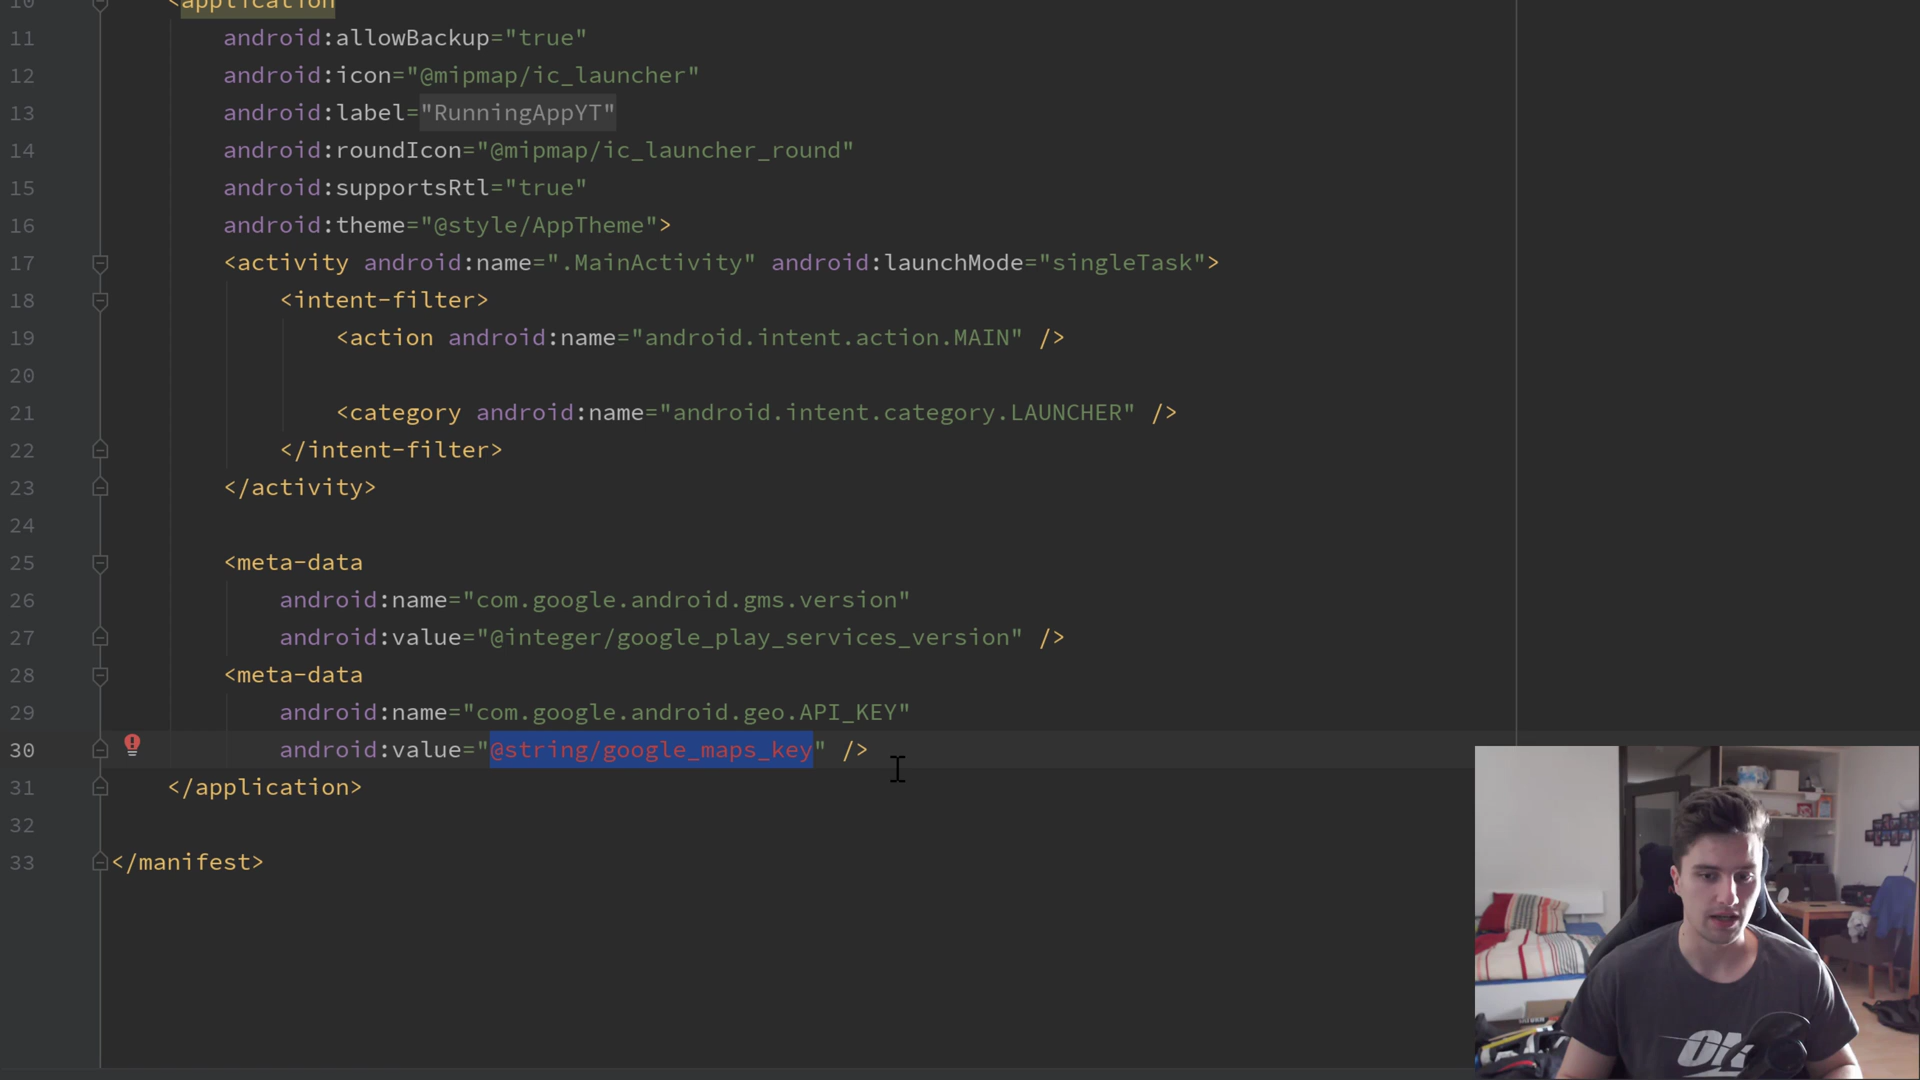 10 <application
11 android:allowBackup="true"
12 android:icon="@mipmap/ic_launcher"
13 android:label="RunningAppYT"
14 android:roundIcon="@mipmap/ic_launcher_round"
15 android:supportsRtl="true"
16 android:theme="@style/AppTheme">
17 <activity android:name=".MainActivity" android:launchMode="singleTask">
18 <intent-filter>
19 <action android:name="android.intent.action.MAIN" />
20
21 <category android:name="android.intent.category.LAUNCHER" />
22 </intent-filter>
23 </activity>
24
25 <meta-data
26 android:name="com.google.android.gms.version"
27 android:value="@integer/google_play_services_version" />
28 <meta-data
29 android:name="com.google.android.geo.API_KEY"
30 android:value="@string/google_maps_key" />
31 </application>
32
33 </manifest>